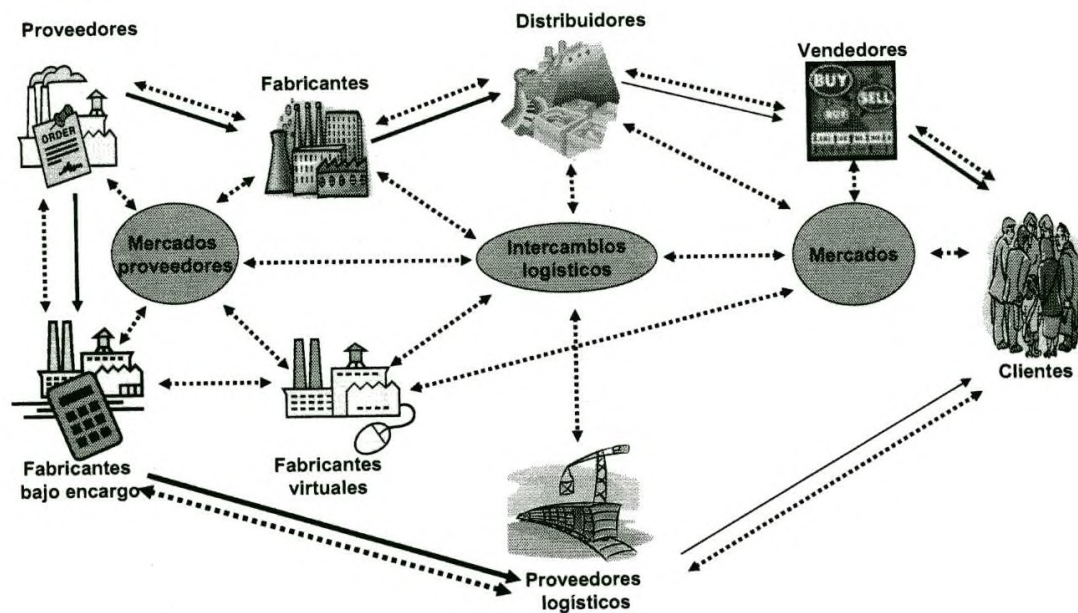 Proveedores
Distribuidores
Vendedores
Fabricantes
BUY
SELL
BUY
ORDER
Mercados
proveedores
Intercambios
logísticos
Mercados
Clientes
Fabricantes
bajo encargo
Fabricantes
virtuales
Proveedores
logísticos